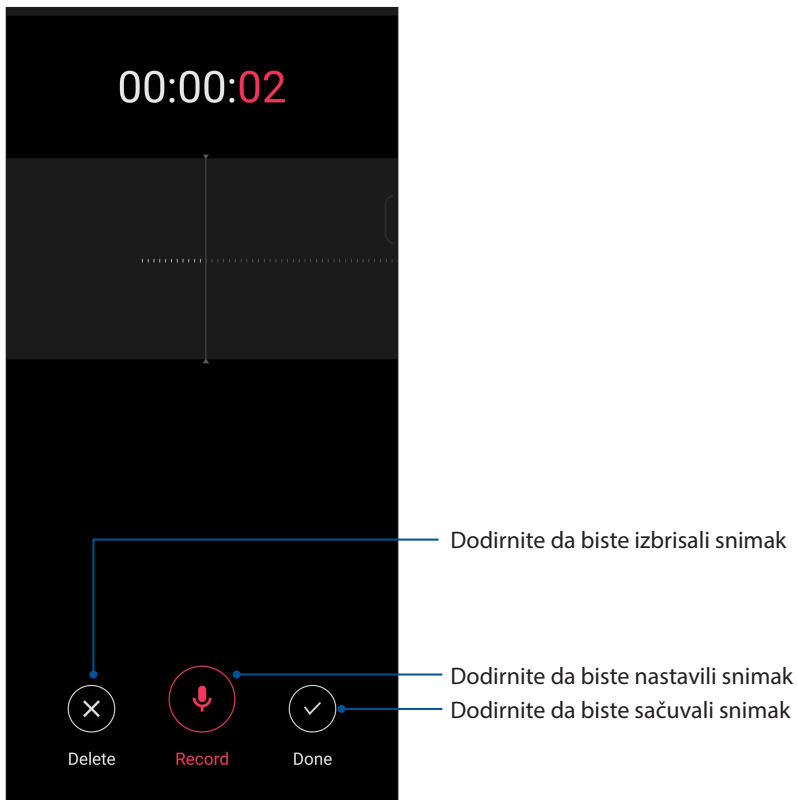 00:00:02
Dodirnite da biste izbrisali snimak
Dodirnite da biste nastavili snimak
Dodirnite da biste sačuvali snimak
Delete
Record
Done